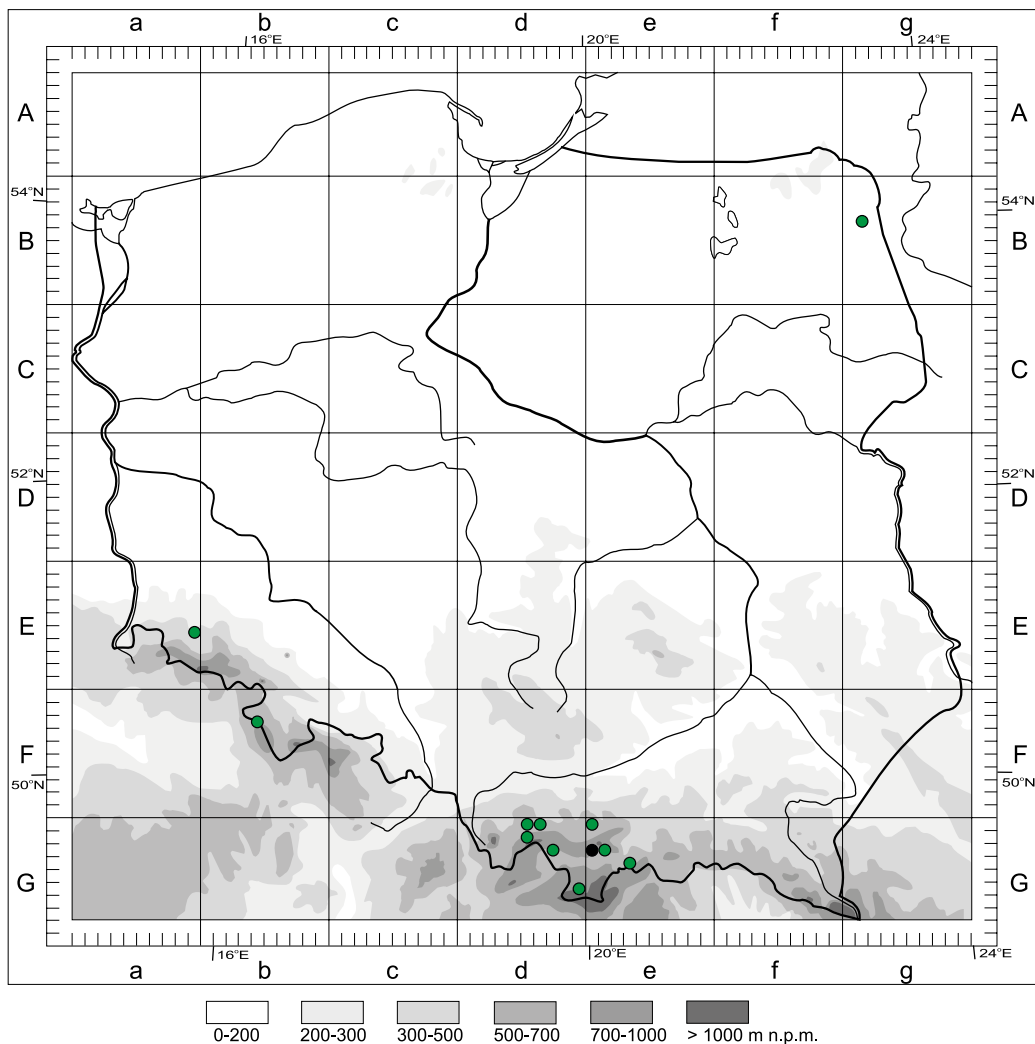 a b c d e f g
16°E 20°E 24°E
A A
54°N 54°N
B B
C C
52°N 52°N
D D
E E
F F
50°N 50°N
G G
16°E 20°E 24°E
a b c d e f g
0-200 200-300 300-500 500-700 700-1000 > 1000 m n.p.m.